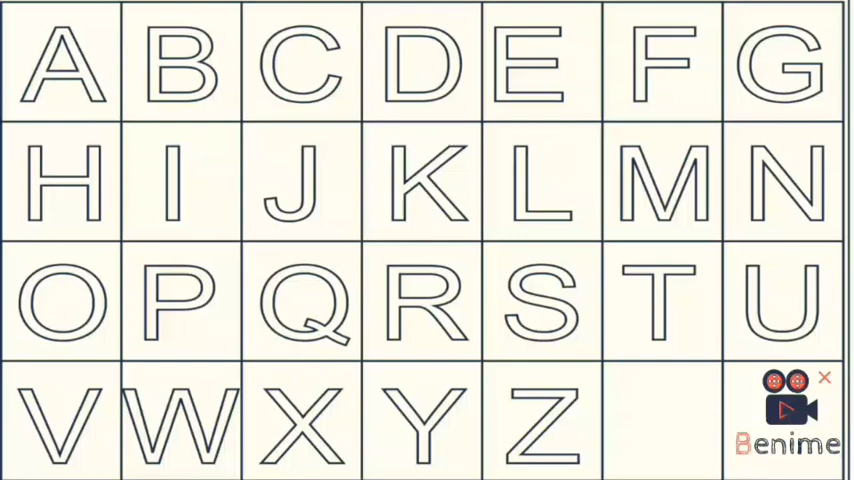 A B C D E F G
H I J K L M N
O P Q R S T U
V W X Y Z
Benime